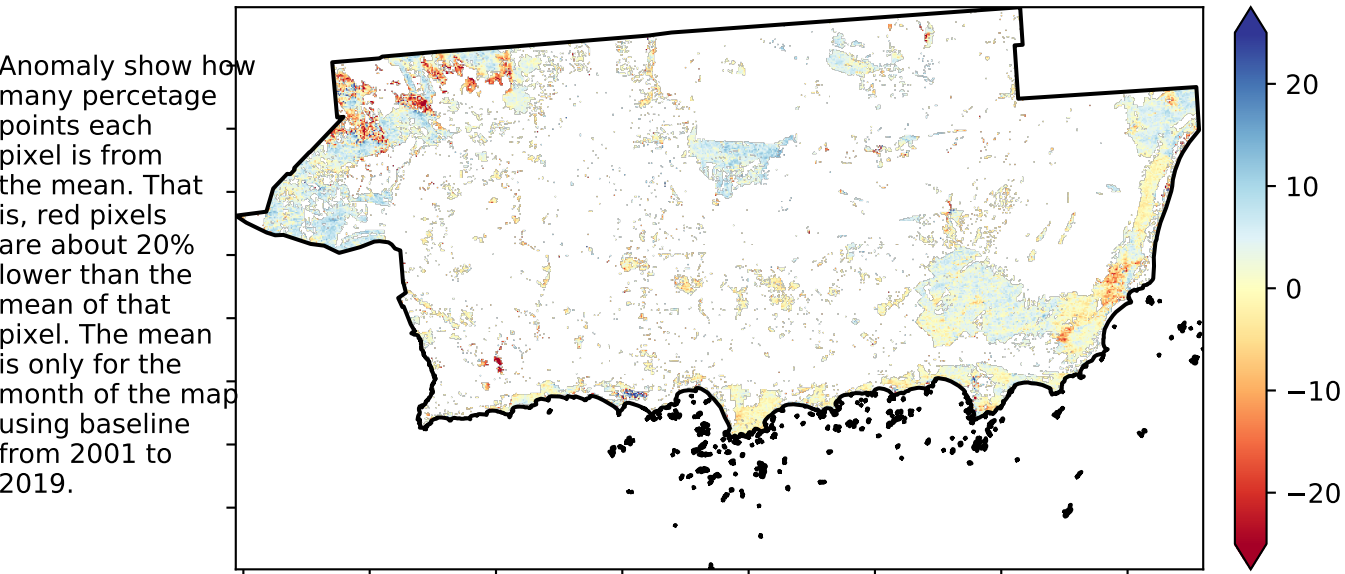 Anomaly show how
many percetage
points each
pixel is from
the mean. That
is, red pixels
are about 20%
lower than the
mean of that
pixel. The mean
is only for the
month of the map
using baseline
from 2001 to
2019.
20
10
0
−10
−20